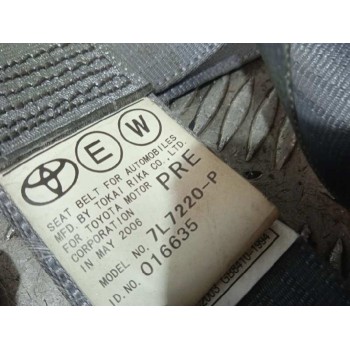 E W
SEAT BELT FOR AUTOMOBILES
MFD. BY TOKAI RIKA CO., LTD.
FOR TOYOTA MOTOR
CORPORATION PRE
IN MAY 2006
MODEL NO. 7L7220-P
ID.NO. 016635